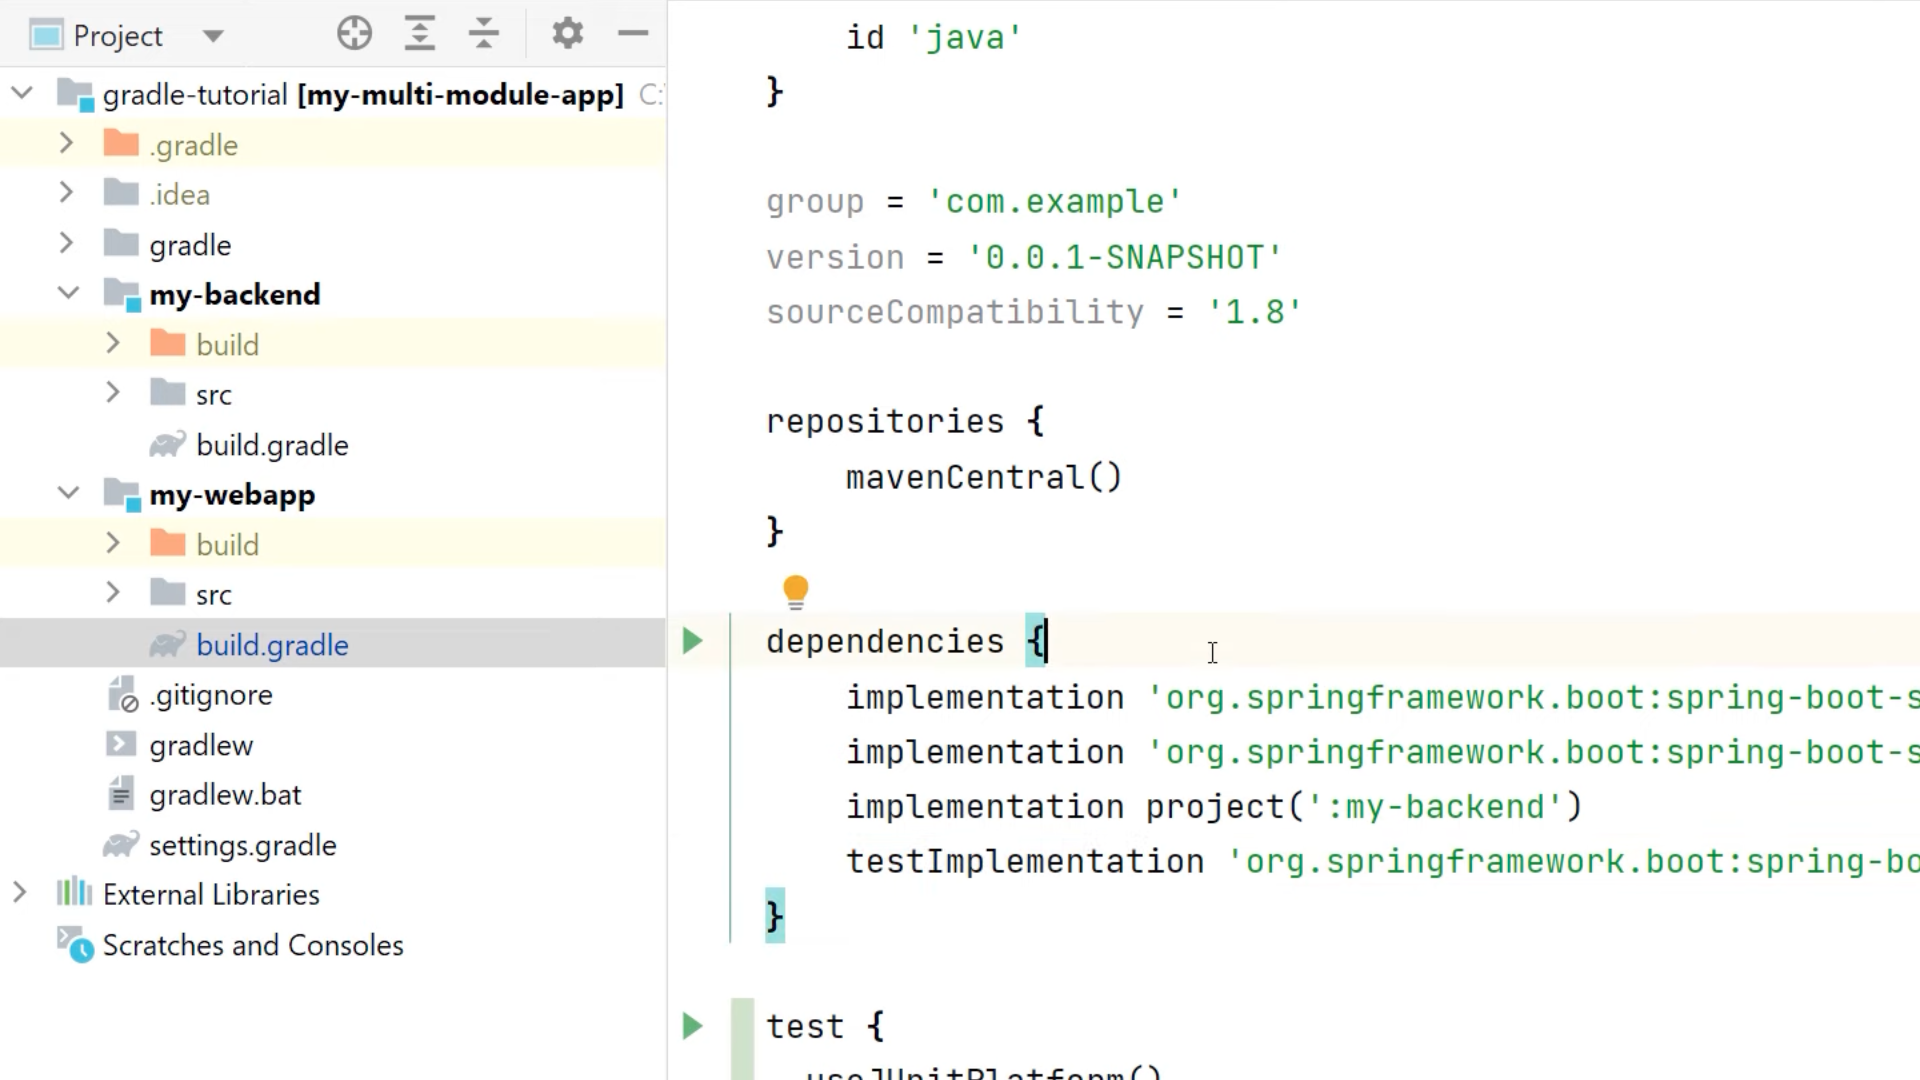 Project
gradle-tutorial [my-multi-module-app] C:
.gradle
.idea
gradle
my-backend
build
src
build.gradle
my-webapp
build
src
build.gradle
.gitignore
gradlew
gradlew.bat
settings.gradle
External Libraries
Scratches and Consoles
id 'java'
}
group = 'com.example'
version = '0.0.1-SNAPSHOT'
sourceCompatibility = '1.8'
repositories {
mavenCentral()
}
dependencies {
implementation 'org.springframework.boot:spring-boot-s
implementation 'org.springframework.boot:spring-boot-s
implementation project(':my-backend')
testImplementation 'org.springframework.boot:spring-bo
}
test {
useJUnitPlatform()